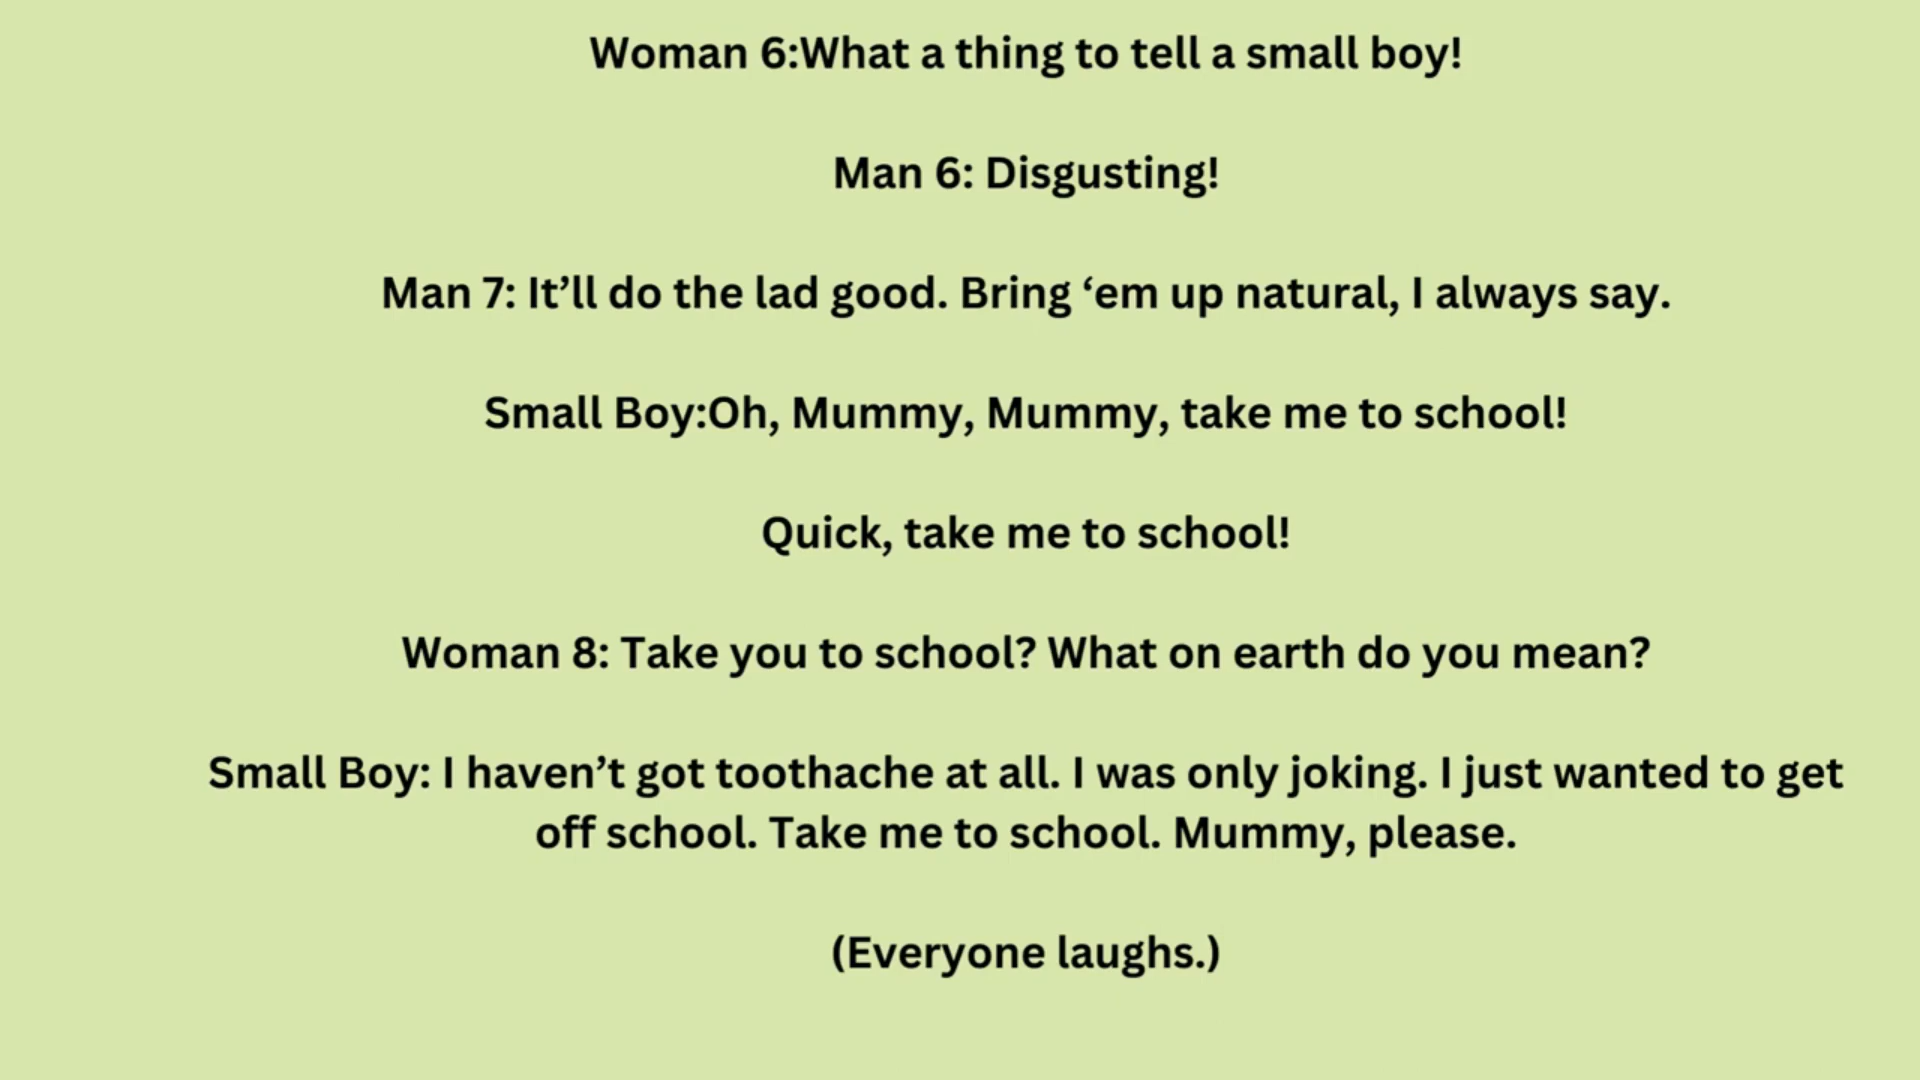 Woman 6:What a thing to tell a small boy!
Man 6: Disgusting!
Man 7: It’ll do the lad good. Bring ‘em up natural, I always say.
Small Boy:Oh, Mummy, Mummy, take me to school!
Quick, take me to school!
Woman 8: Take you to school? What on earth do you mean?
Small Boy: I haven’t got toothache at all. I was only joking. I just wanted to get
off school. Take me to school. Mummy, please.
(Everyone laughs.)